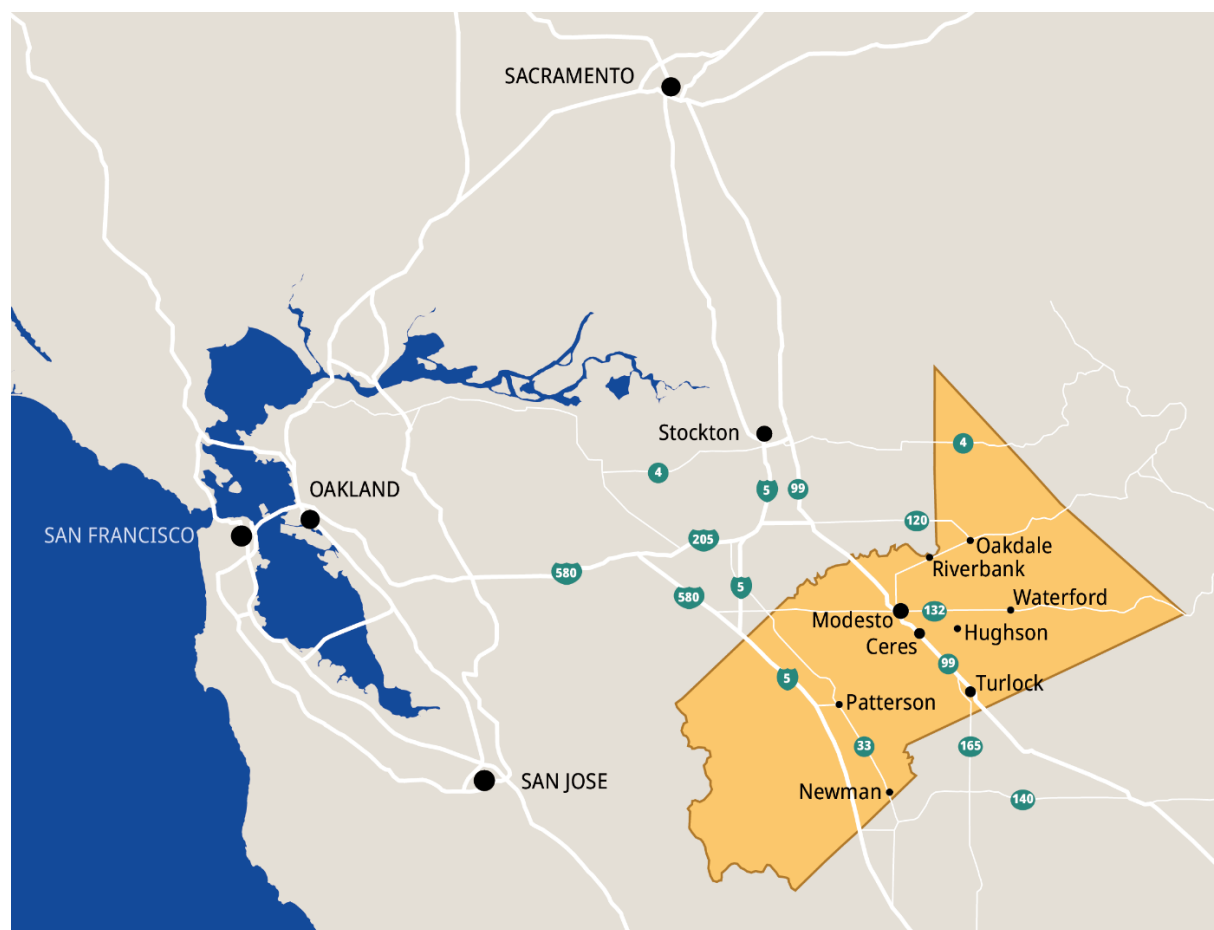 SACRAMENTO
Stockton
4
4
OAKLAND
5
99
120
SAN FRANCISCO
205
Oakdale
Riverbank
580
5
580
Waterford
132
Modesto
Hughson
Ceres
99
5
Turlock
Patterson
33
165
SAN JOSE
Newman
140